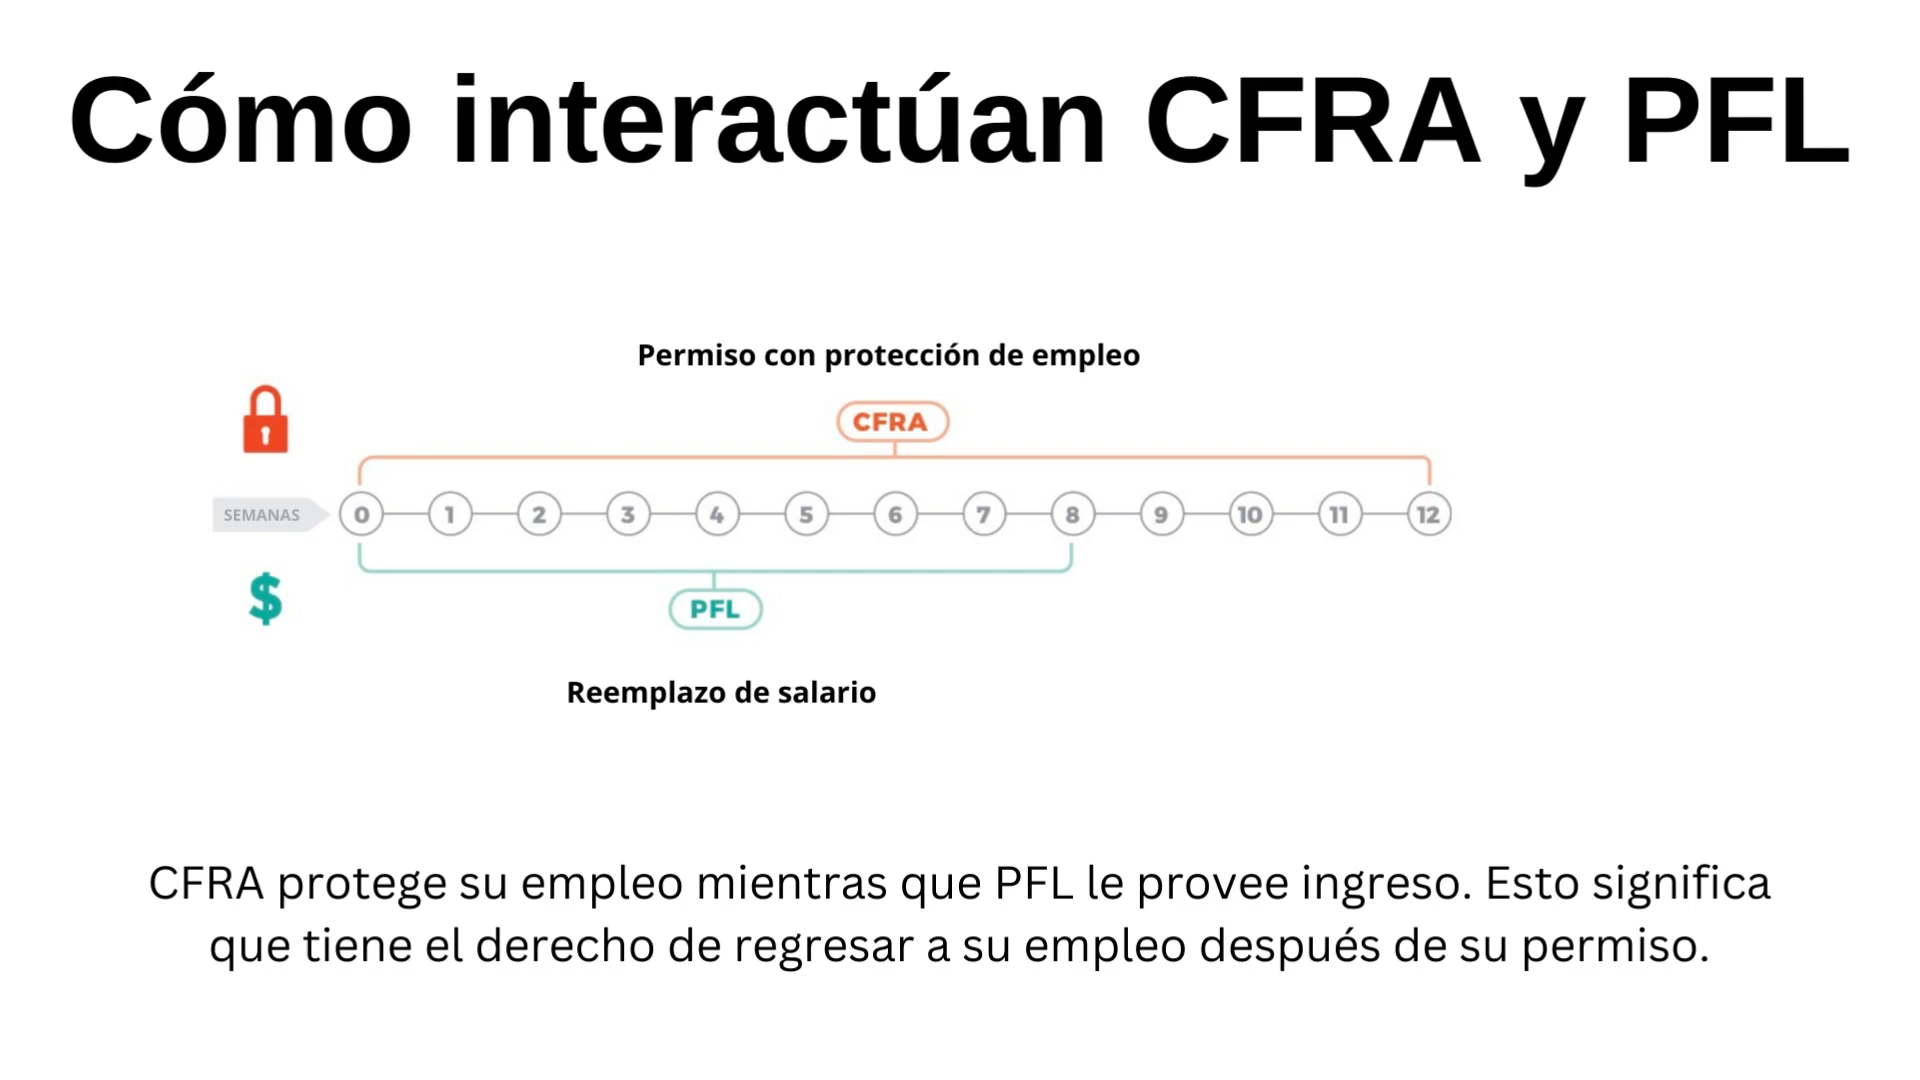 Cómo interactúan CFRA y PFL
Permiso con protección de empleo
CFRA
SEMANAS 0 1 2 3 4 5 6 7 8 9 10 11 12
$
PFL
Reemplazo de salario
CFRA protege su empleo mientras que PFL le provee ingreso. Esto significa
que tiene el derecho de regresar a su empleo después de su permiso.